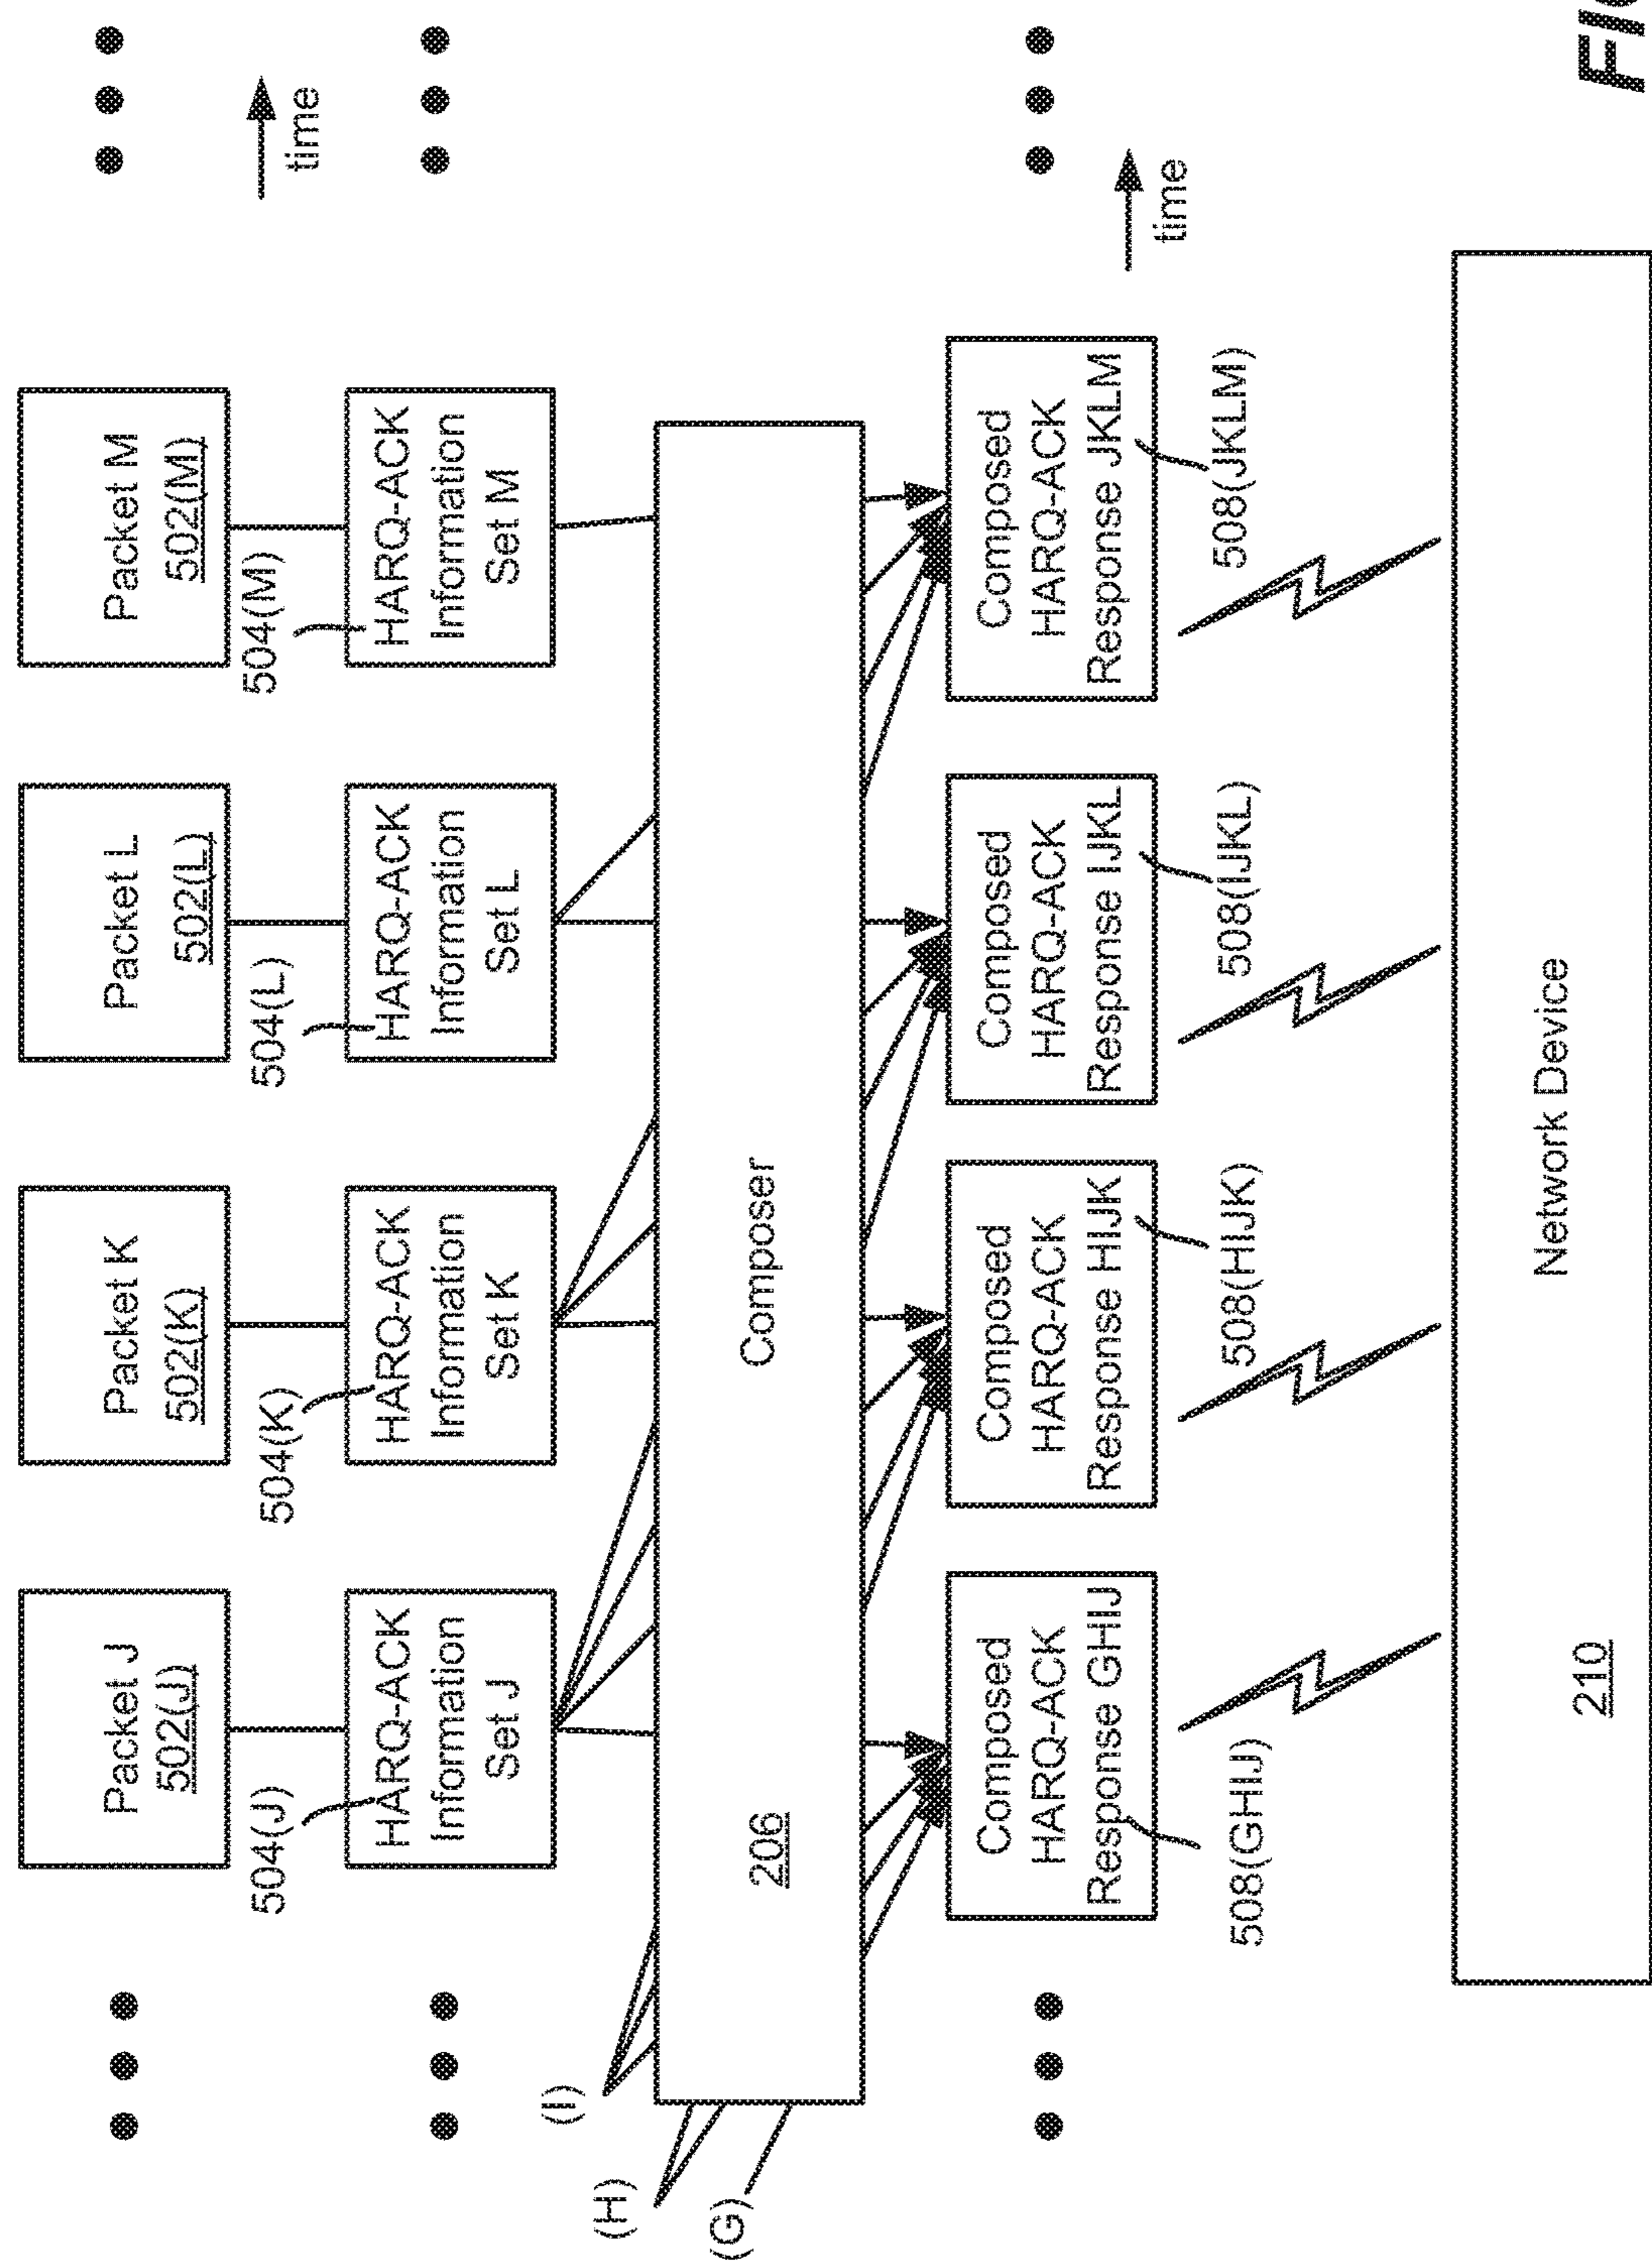 Packet J
502(J)
Packet K
502(K)
Packet L
502(L)
Packet M
502(M)
time
504(J)
504(K)
504(L)
504(M)
HARQ-ACK
Information
Set J
HARQ-ACK
Information
Set K
HARQ-ACK
Information
Set L
HARQ-ACK
Information
Set M
(I)
(H)
(G)
Composer
206
Composed
HARQ-ACK
Response GHIJ
Composed
HARQ-ACK
Response HIJK
Composed
HARQ-ACK
Response IJKL
Composed
HARQ-ACK
Response JKLM
time
508(GHIJ)
508(HIJK)
508(IJKL)
508(JKLM)
Network Device
210